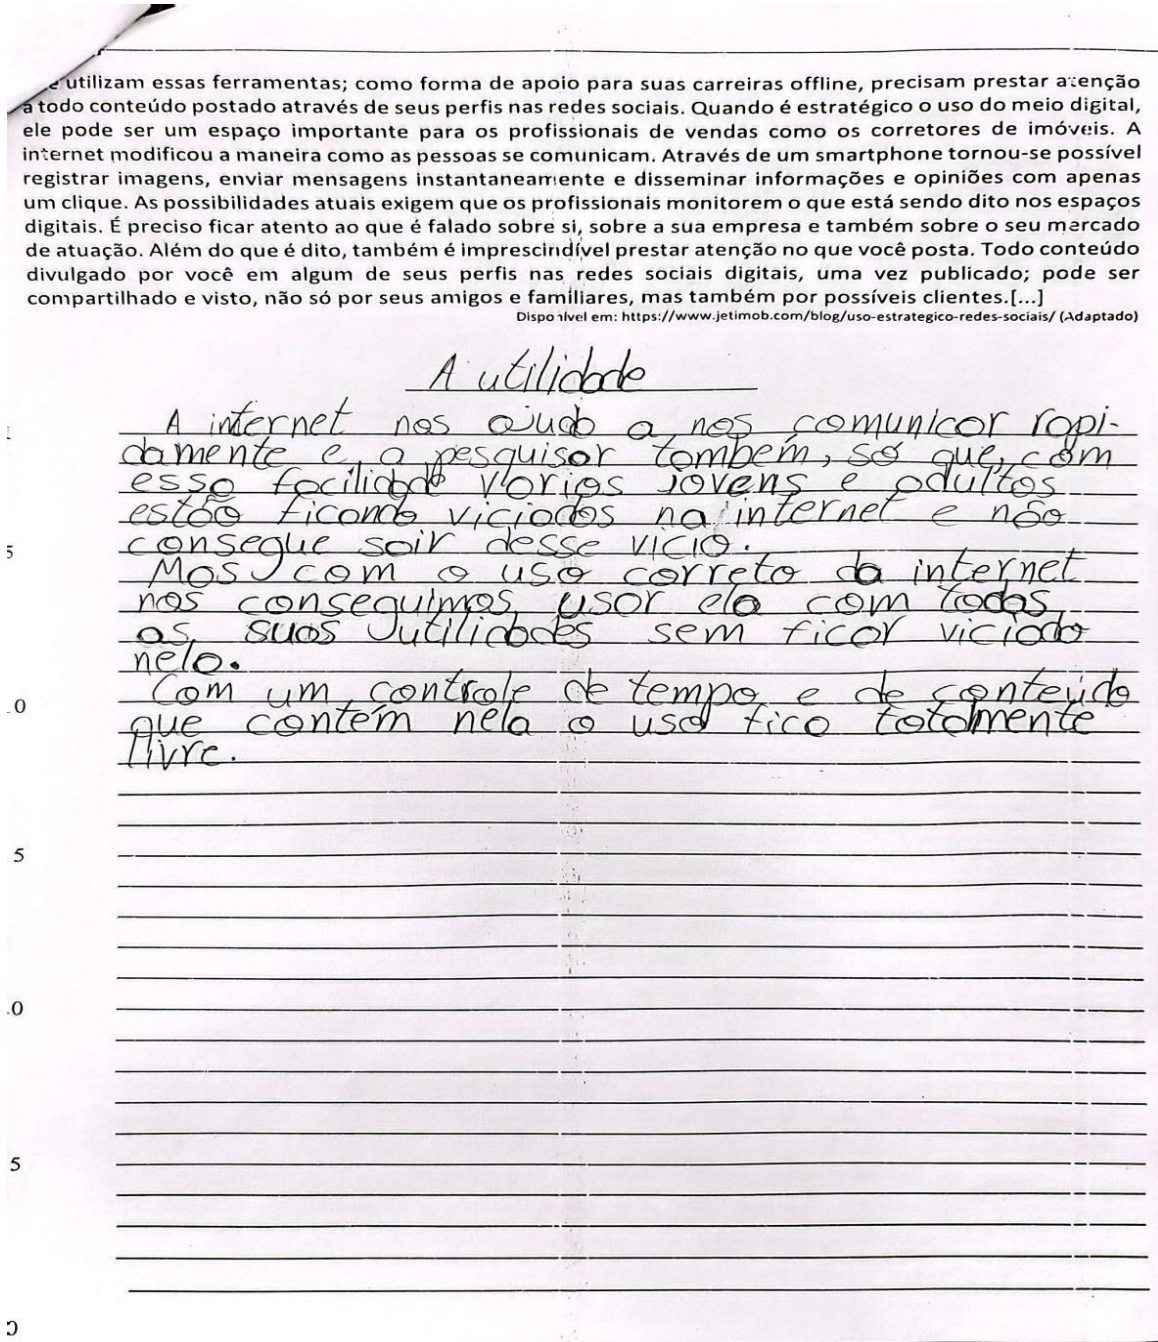 e utilizam essas ferramentas; como forma de apoio para suas carreiras offline, precisam prestar atenção
a todo conteúdo postado através de seus perfis nas redes sociais. Quando é estratégico o uso do meio digital,
ele pode ser um espaço importante para os profissionais de vendas como os corretores de imóveis. A
internet modificou a maneira como as pessoas se comunicam. Através de um smartphone tornou-se possível
registrar imagens, enviar mensagens instantaneamente e disseminar informações e opiniões com apenas
um clique. As possibilidades atuais exigem que os profissionais monitorem o que está sendo dito nos espaços
digitais. É preciso ficar atento ao que é falado sobre si, sobre a sua empresa e também sobre o seu mercado
de atuação. Além do que é dito, também é imprescindível prestar atenção no que você posta. Todo conteúdo
divulgado por você em algum de seus perfis nas redes sociais digitais, uma vez publicado; pode ser
compartilhado e visto, não só por seus amigos e familiares, mas também por possíveis clientes.[...]
Disponível em: https://www.jetimob.com/blog/uso-estrategico-redes-sociais/ (Adaptado)
A utilidade
A internet nos ajuda a nos comunicar rapi-
damente e a pesquisar também, só que, com
essa facilidade varios jovens e adultos
estão ficando viciados na internet e não
5 consegue sair desse vício.
Mas com o uso correto da internet
nos conseguimos usar ela com todas
as suas utilidades sem ficar viciado
nela.
0 Com um controle de tempo e de conteúdo
que contém nela o uso fica totalmente
livre.
5
0
5
0